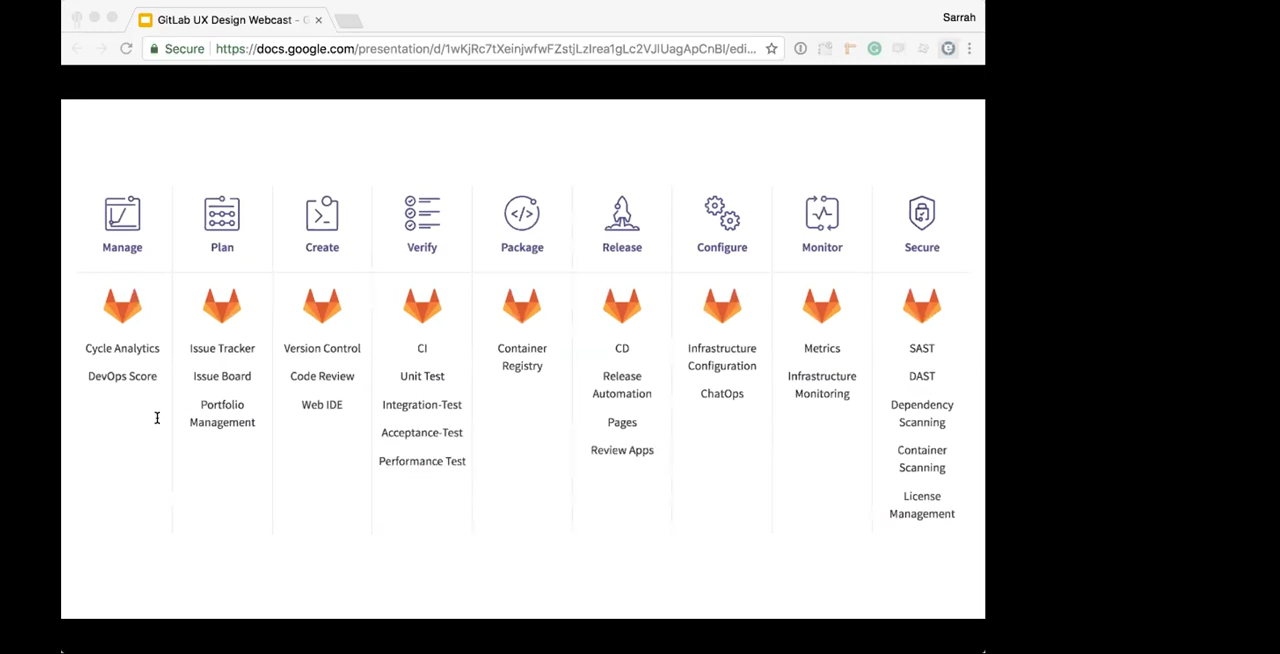 GitLab UX Design Webcast - G
Sarrah
Secure
https://docs.google.com/presentation/d/1wKjRc7tXeinjwfwFZstjLzIrea1gLc2VJlUagApCnBI/edi...
Manage
Plan
Create
Verify
Package
Release
Configure
Monitor
Secure
Cycle Analytics
DevOps Score
Issue Tracker
Issue Board
Portfolio
Management
Version Control
Code Review
Web IDE
CI
Unit Test
Integration-Test
Acceptance-Test
Performance Test
Container
Registry
CD
Release
Automation
Pages
Review Apps
Infrastructure
Configuration
ChatOps
Metrics
Infrastructure
Monitoring
SAST
DAST
Dependency
Scanning
Container
Scanning
License
Management